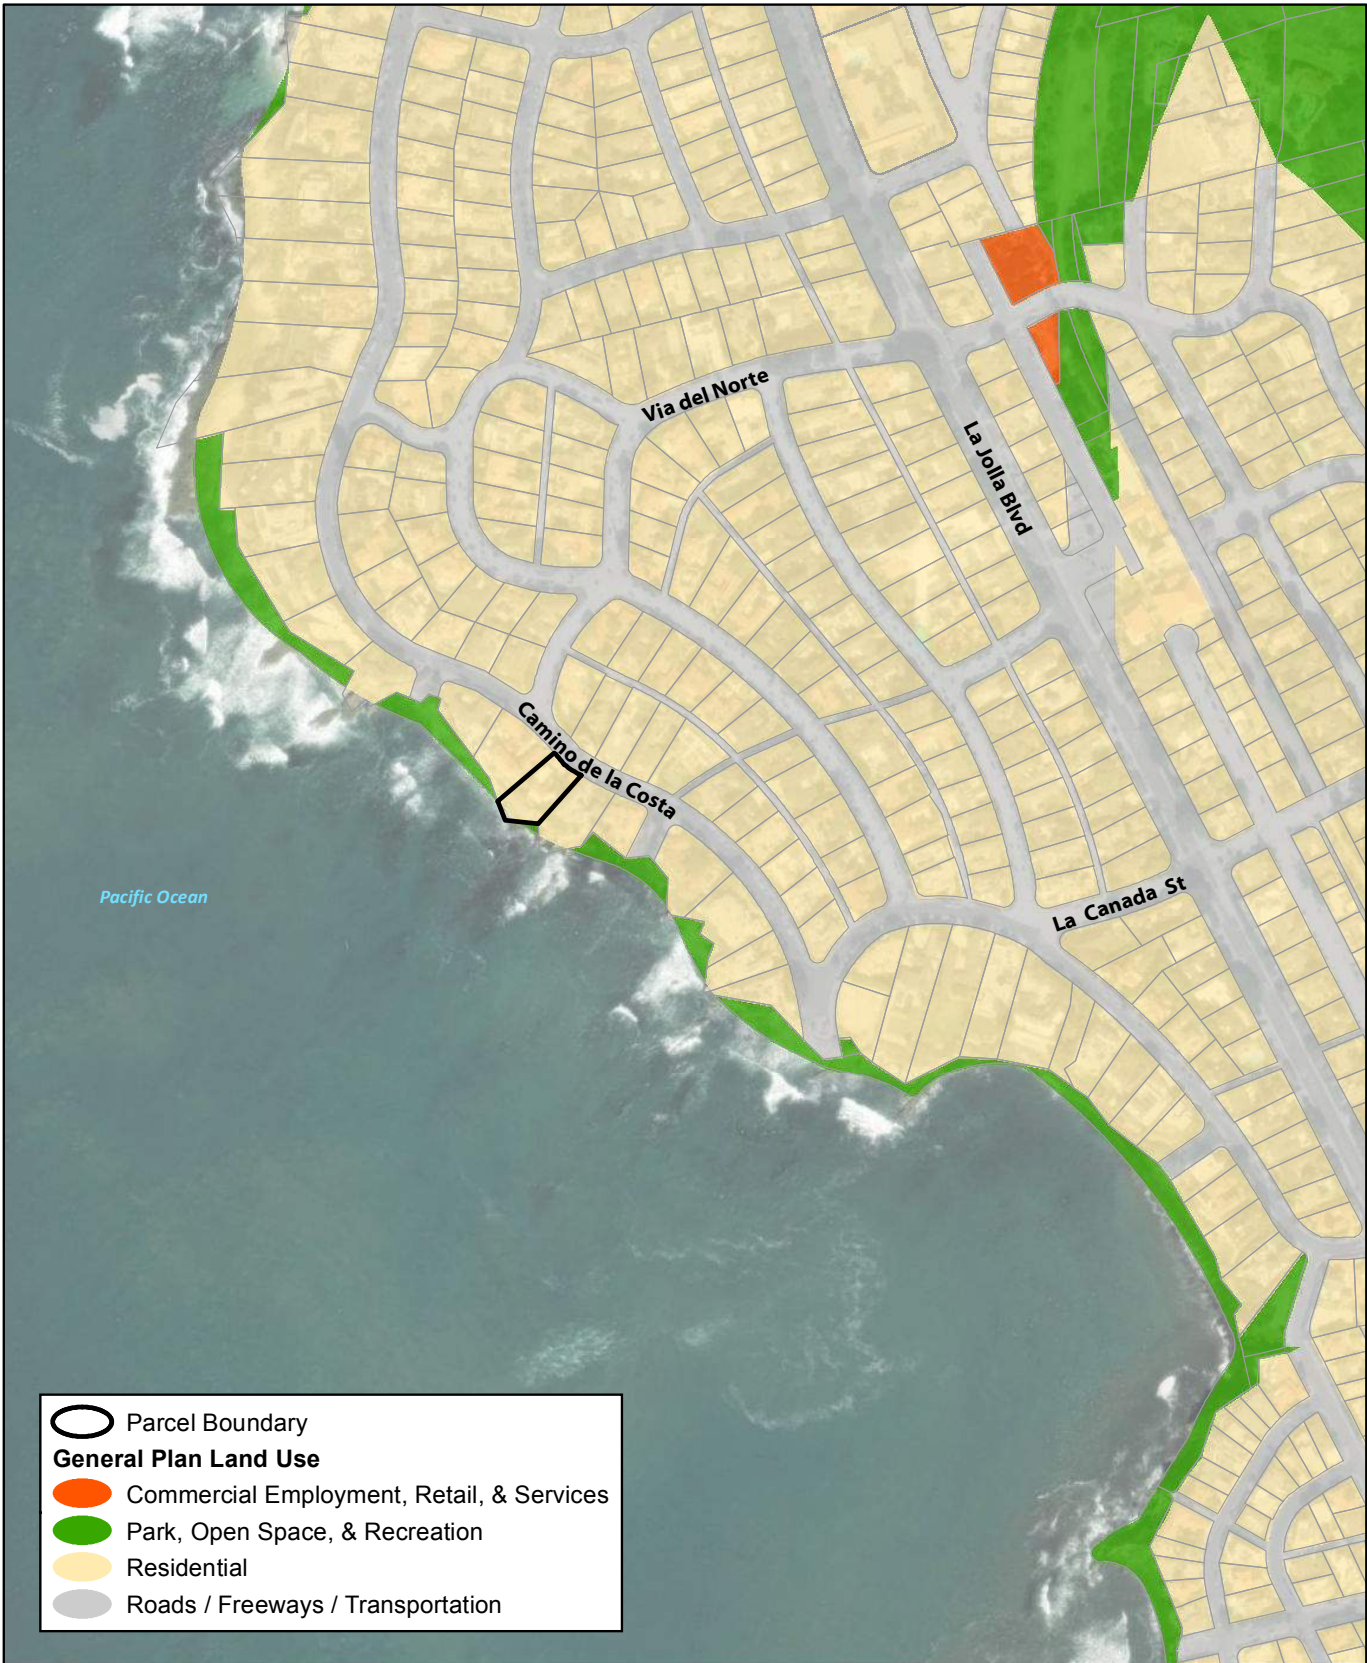 Via del Norte
La Jolla Blvd
Camino de la Costa
La Canada St
Pacific Ocean
Parcel Boundary
General Plan Land Use
Commercial Employment, Retail, & Services
Park, Open Space, & Recreation
Residential
Roads / Freeways / Transportation